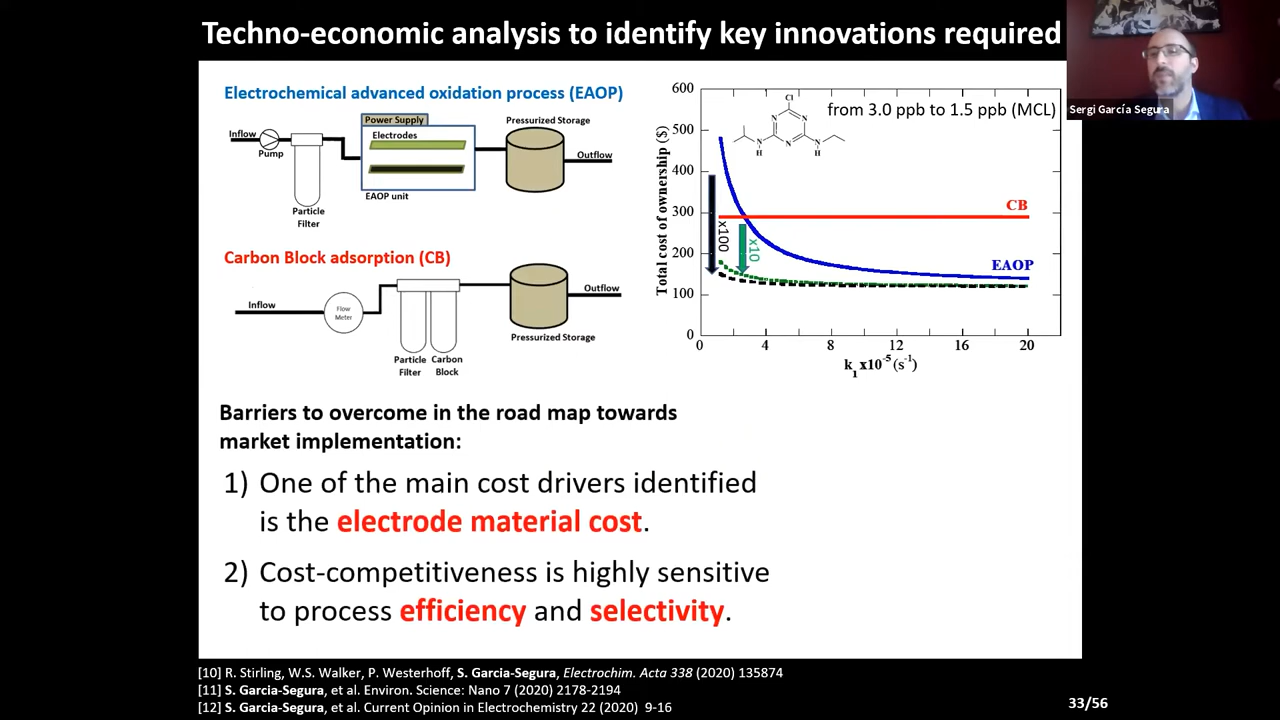 Techno-economic analysis to identify key innovations required
Sergi García Segura
Electrochemical advanced oxidation process (EAOP)
Inflow
Pump
Particle
Filter
Power Supply
Electrodes
EAOP unit
Pressurized Storage
Outflow
Carbon Block adsorption (CB)
Inflow
Flow
Meter
Particle
Filter
Carbon
Block
Outflow
Pressurized Storage
from 3.0 ppb to 1.5 ppb (MCL)
Total cost of ownership ($)
600
500
400
300
200
100
0
0
4
8
12
16
20
k1x10-5 (s-1)
Cl
N
N
N
N
H
N
H
CB
EAOP
x100
x10
Barriers to overcome in the road map towards
market implementation:
1) One of the main cost drivers identified
is the electrode material cost.
2) Cost-competitiveness is highly sensitive
to process efficiency and selectivity.
[10] R. Stirling, W.S. Walker, P. Westerhoff, S. Garcia-Segura, Electrochim. Acta 338 (2020) 135874
[11] S. Garcia-Segura, et al. Environ. Science: Nano 7 (2020) 2178-2194
[12] S. Garcia-Segura, et al. Current Opinion in Electrochemistry 22 (2020) 9-16
33/56